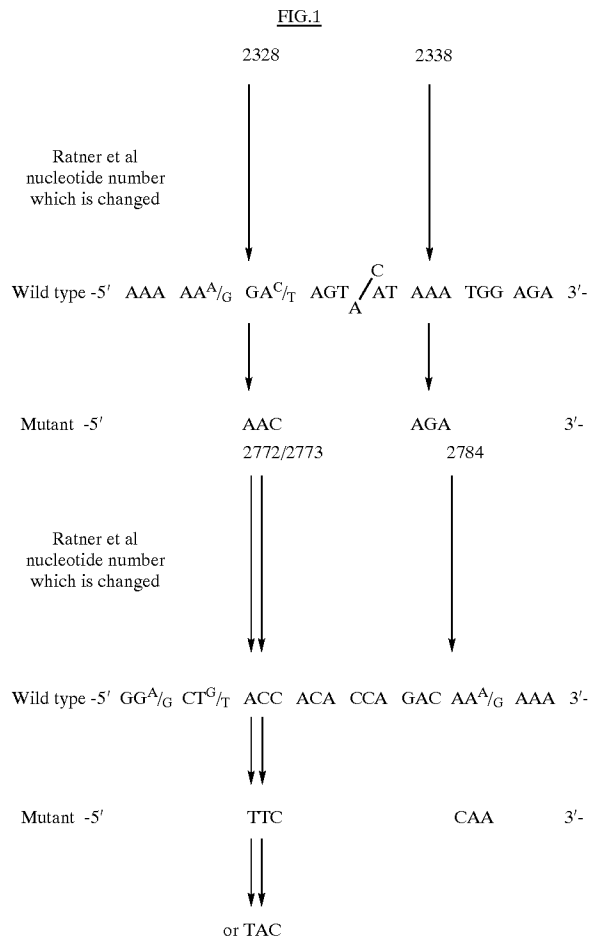 FIG.1
2328 2338
Ratner et al
nucleotide number
which is changed
Wild type -5' AAA AAA/G GAC/T AGT A/C AT AAA TGG AGA 3'-
Mutant -5' AAC AGA 3'-
2772/2773 2784
Ratner et al
nucleotide number
which is changed
Wild type -5' GGA/G CTG/T ACC ACA CCA GAC AAA/G AAA 3'-
Mutant -5' TTC CAA 3'-
or TAC